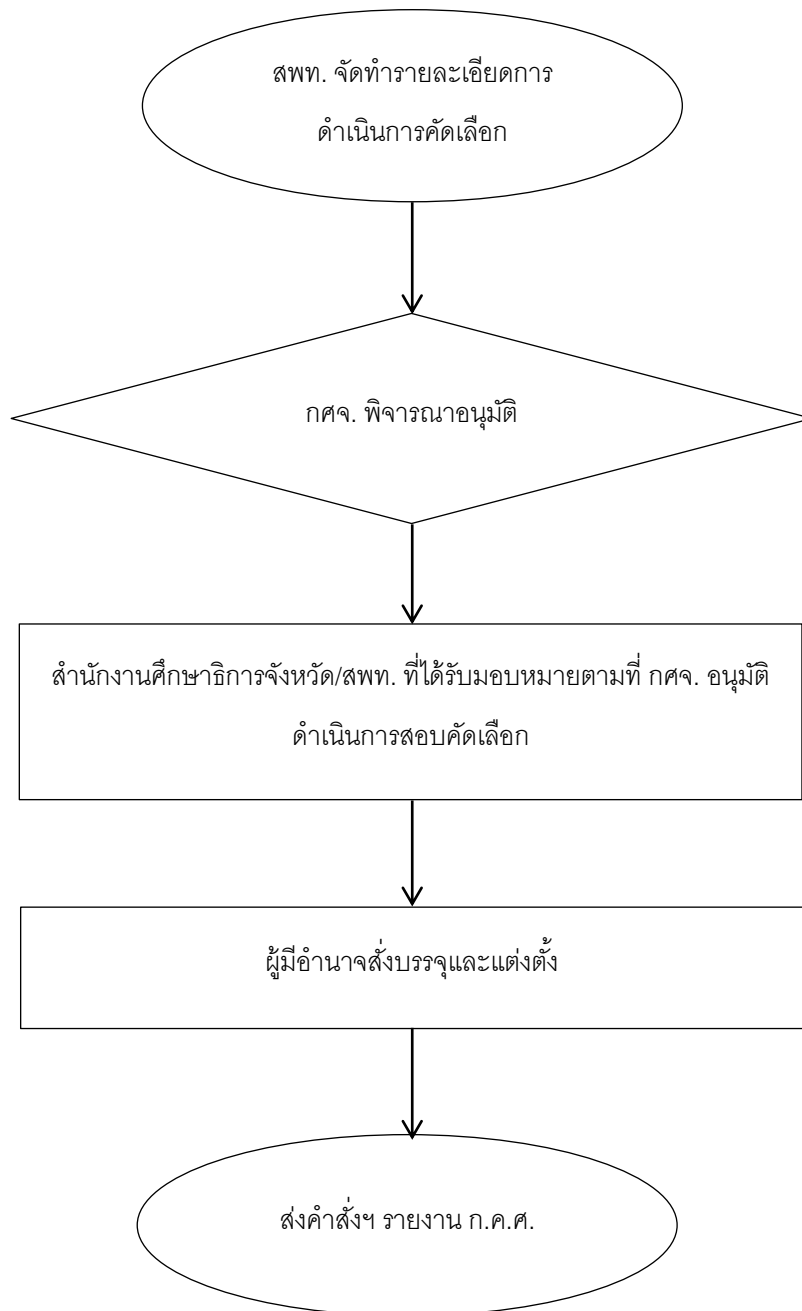 สพท. จัดทำรายละเอียดการ
ดำเนินการคัดเลือก
กศจ. พิจารณาอนุมัติ
สำนักงานศึกษาธิการจังหวัด/สพท. ที่ได้รับมอบหมายตามที่ กศจ. อนุมัติ
ดำเนินการสอบคัดเลือก
ผู้มีอำนาจสั่งบรรจุและแต่งตั้ง
ส่งคำสั่งฯ รายงาน ก.ค.ศ.